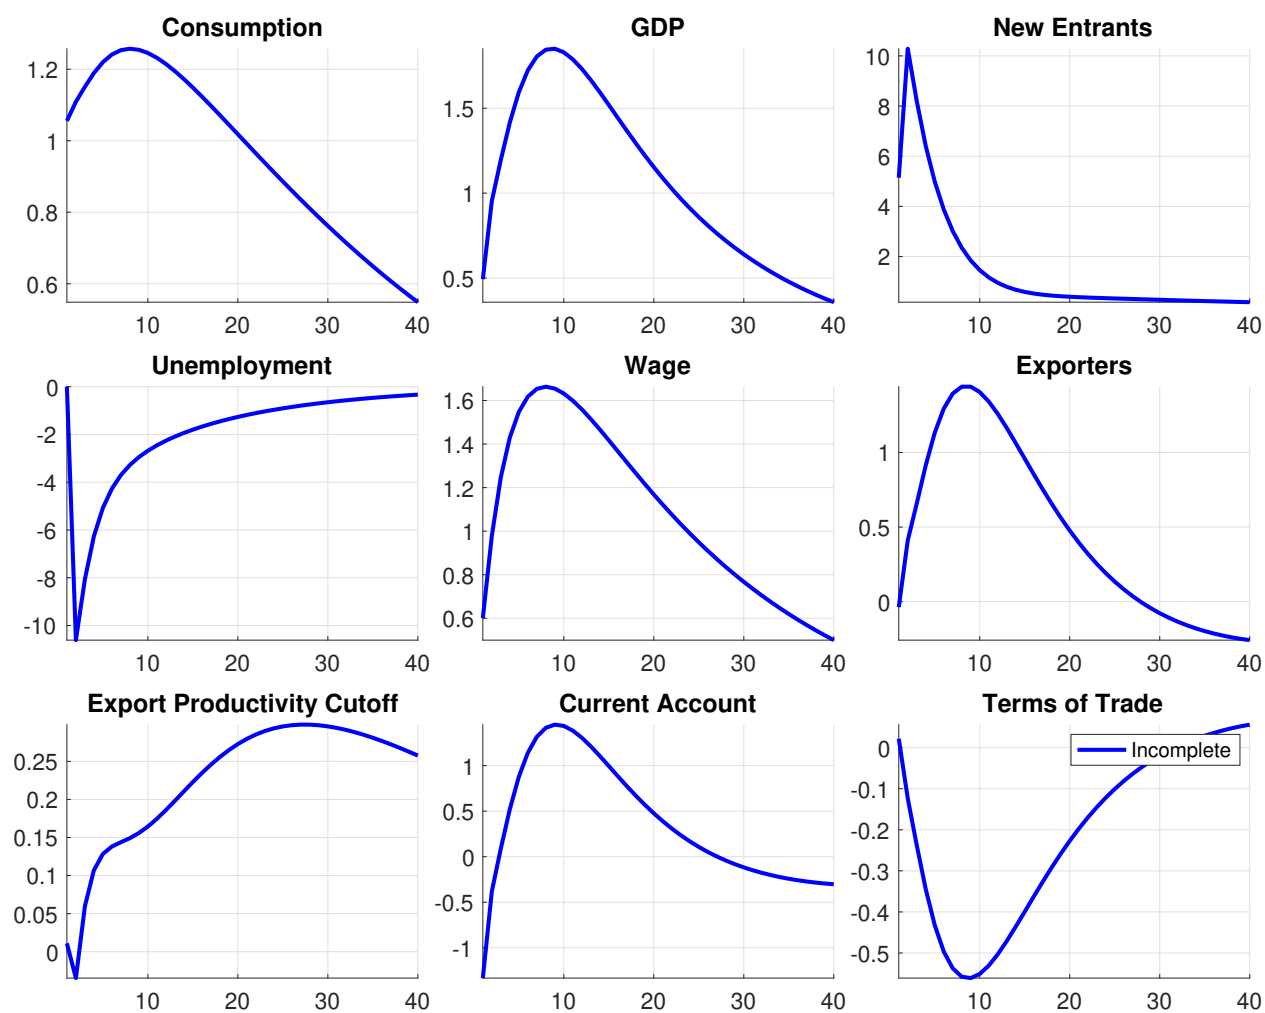 Consumption
GDP
New Entrants
1.2
1
0.8
0.6
10 20 30 40
1.5
1
0.5
10 20 30 40
10
8
6
4
2
10 20 30 40
Unemployment
Wage
Exporters
0
-2
-4
-6
-8
-10
10 20 30 40
1.6
1.4
1.2
1
0.8
0.6
10 20 30 40
1
0.5
0
10 20 30 40
Export Productivity Cutoff
Current Account
Terms of Trade
0.25
0.2
0.15
0.1
0.05
0
10 20 30 40
1
0.5
0
-0.5
-1
10 20 30 40
0
-0.1
-0.2
-0.3
-0.4
-0.5
10 20 30 40
Incomplete